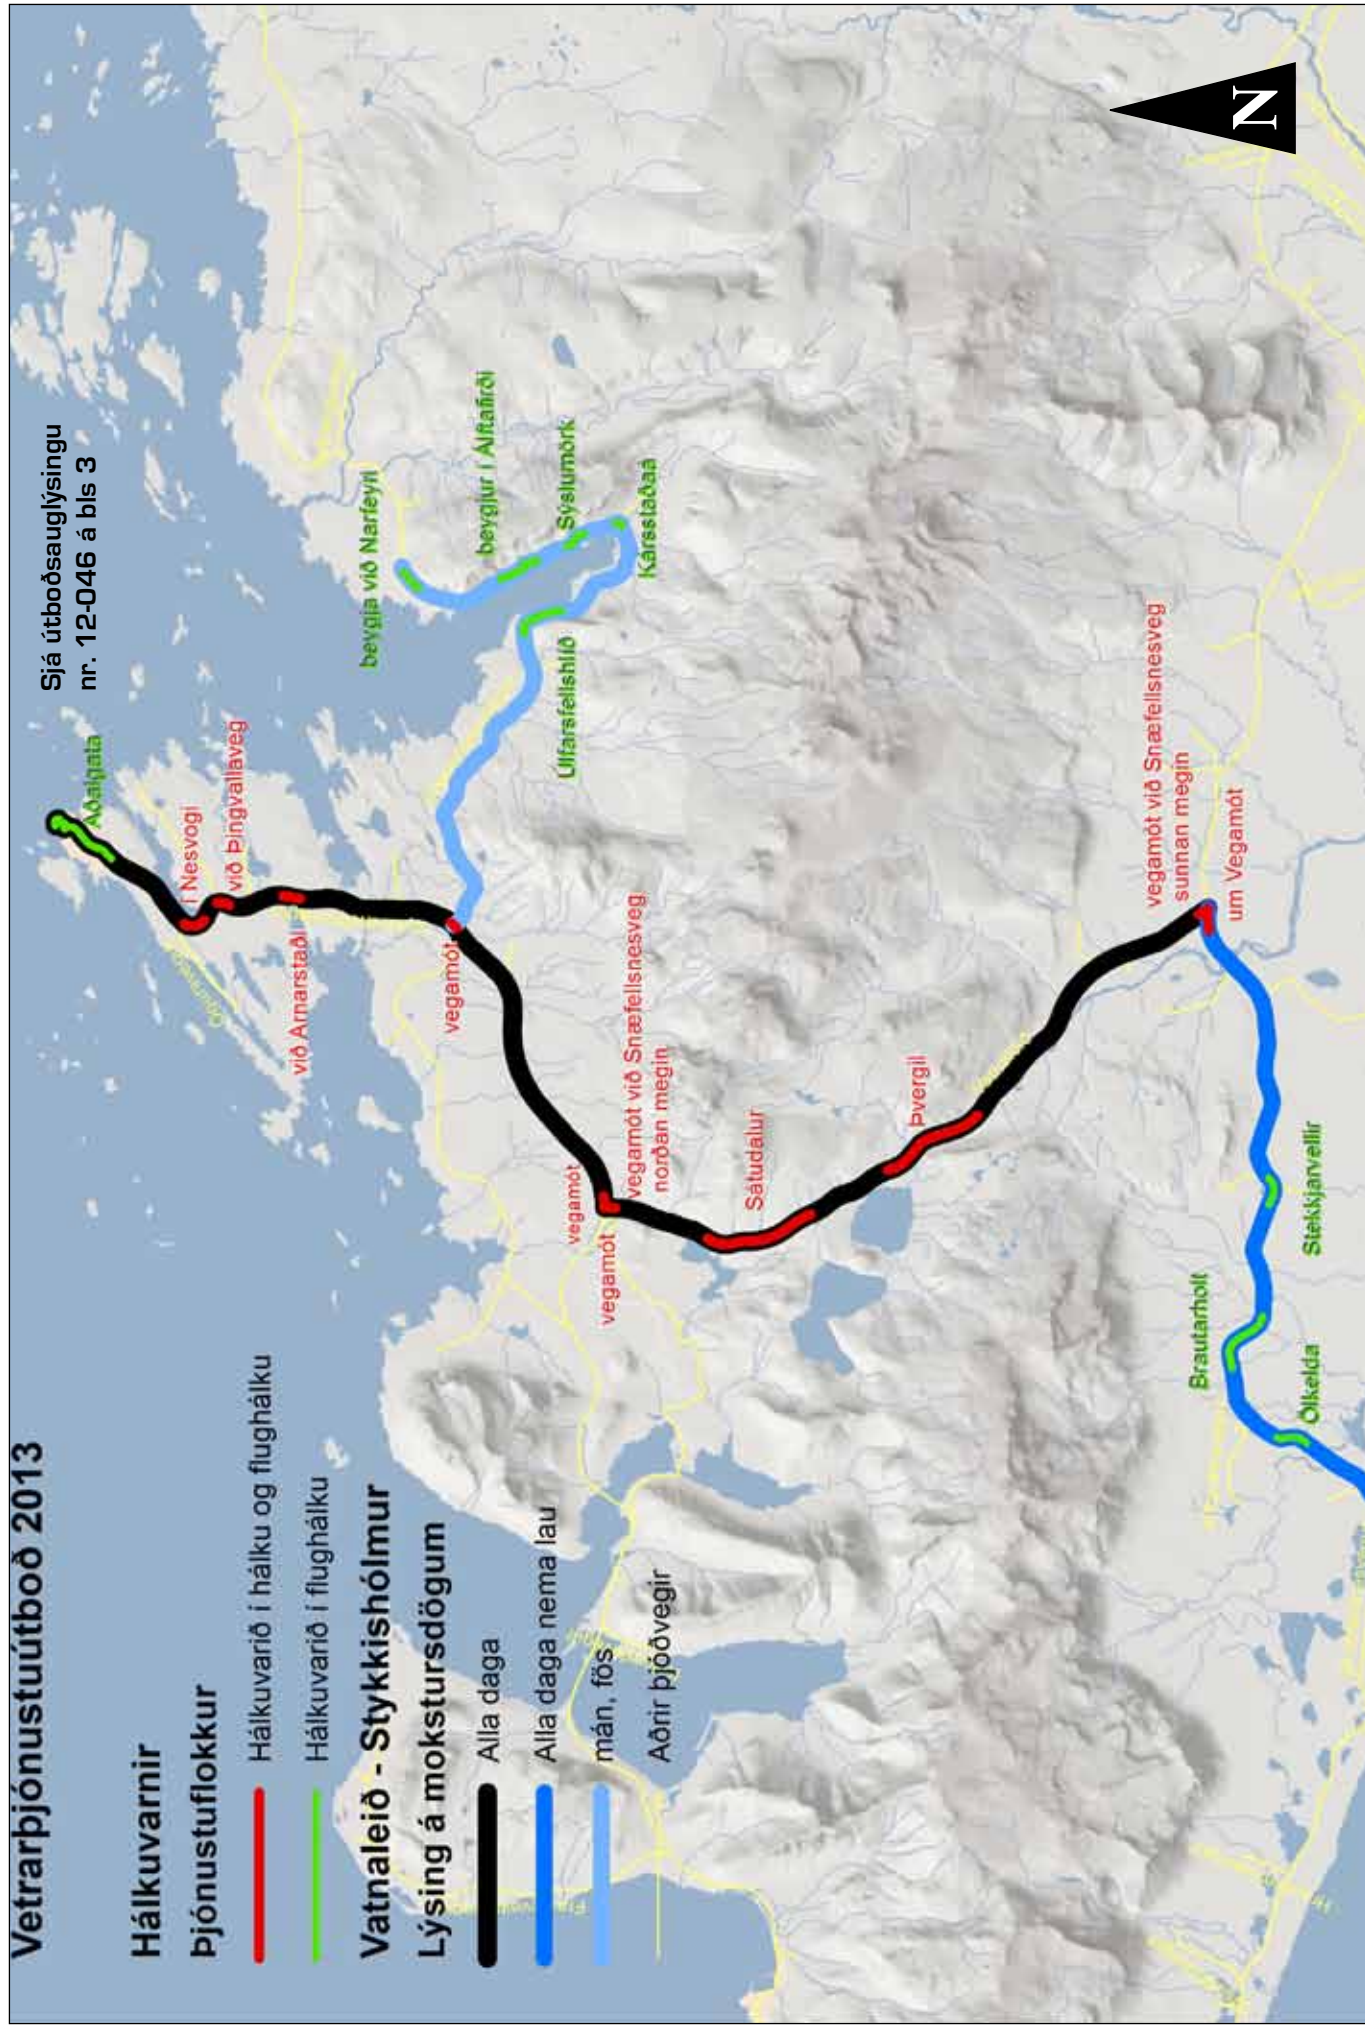 Vetrarþjónustuútboð 2013
Sjá útboðsauglýsingu
nr. 12-046 á bls 3
Hálkuvarnir
Þjónustuflokkur
Hálkuvarið í hálku og flughálku
Hálkuvarið í flughálku
Vatnaleið - Stykkishólmur
Lýsing á mokstursdögum
Alla daga
Alla daga nema lau
mán, fös
Aðrir þjóðvegir
Aðalgata
í Nesvogi
við Þingvallaveg
við Arnarstaði
vegamót
beygja við Narfeyri
beygjur í Álftafirði
Sýslumörk
Kársstaðaá
Úlfarsfellshlíð
vegamót
vegamót
vegamót við Snæfellsnesveg
norðan megin
Sátudalur
Þvergil
vegamót við Snæfellsnesveg
sunnan megin
um Vegamót
Stekkjarvellir
Brautarholt
Ölkelda
N